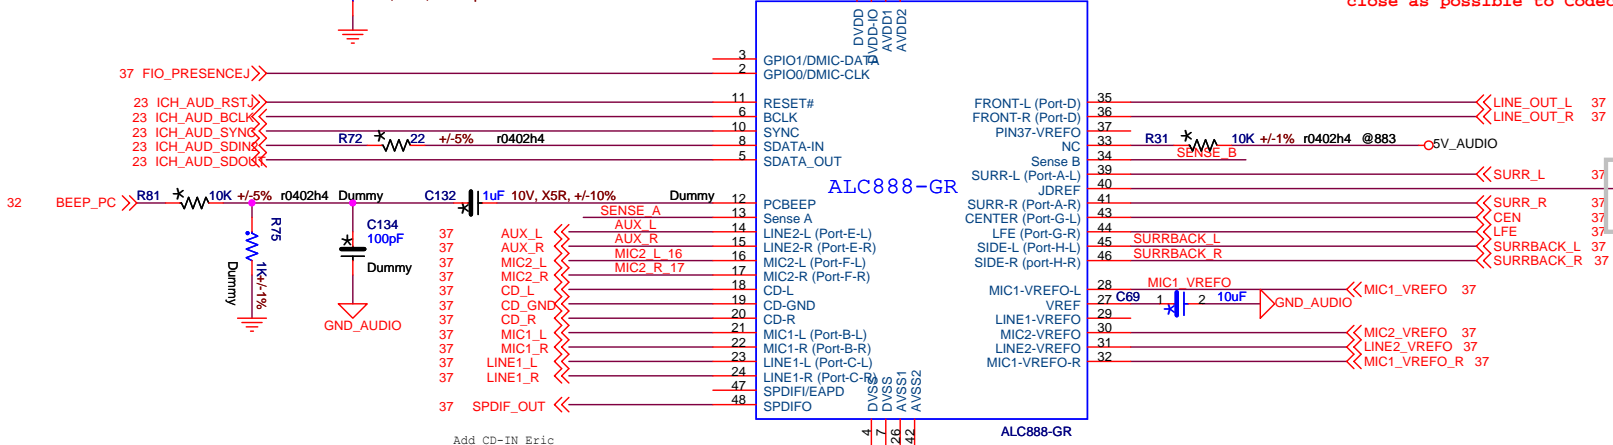 close as possible to Codec
DVDD
DVDD-IO
AVDD1
AVDD2
3 GPIO1/DMIC-DATA
37 FIO_PRESENCEJ 2 GPIO0/DMIC-CLK
23 ICH_AUD_RSTJ 11 RESET# FRONT-L (Port-D) 35 LINE_OUT_L 37
23 ICH_AUD_BCLK 6 BCLK FRONT-R (Port-D) 36 LINE_OUT_R 37
23 ICH_AUD_SYNC 10 SYNC PIN37-VREFO 37
23 ICH_AUD_SDIN2 R72 22 +/-5% r0402h4 8 SDATA-IN NC 33 R31 10K +/-1% r0402h4 @883 5V_AUDIO
23 ICH_AUD_SDOUT 5 SDATA_OUT Sense B 34 SENSE_B
SURR-L (Port-A-L) 39 SURR_L 37
ALC888-GR
JDREF 40
32 BEEP_PC R81 10K +/-5% r0402h4 Dummy C132 1uF 10V, X5R, +/-10% Dummy 12 PCBEEP SURR-R (Port-A-R) 41 SURR_R 37
SENSE_A 13 Sense A CENTER (Port-G-L) 43 CEN 37
R75 1K+/-1% Dummy
C134 100pF Dummy
GND_AUDIO
37 AUX_L AUX_L 14 LINE2-L (Port-E-L) LFE (Port-G-R) 44 LFE 37
37 AUX_R AUX_R 15 LINE2-R (Port-E-R) SIDE-L (Port-H-L) 45 SURRBACK_L SURRBACK_L 37
37 MIC2_L MIC2_L_16 16 MIC2-L (Port-F-L) SIDE-R (port-H-R) 46 SURRBACK_R SURRBACK_R 37
37 MIC2_R MIC2_R_17 17 MIC2-R (Port-F-R)
37 CD_L 18 CD-L MIC1-VREFO-L 28 MIC1_VREFO MIC1_VREFO 37
37 CD_GND 19 CD-GND VREF 27 C69 1 2 10uF GND_AUDIO
37 CD_R 20 CD-R LINE1-VREFO 29
37 MIC1_L 21 MIC1-L (Port-B-L) MIC2-VREFO 30 MIC2_VREFO 37
37 MIC1_R 22 MIC1-R (Port-B-R) LINE2-VREFO 31 LINE2_VREFO 37
37 LINE1_L 23 LINE1-L (Port-C-L) MIC1-VREFO-R 32 MIC1_VREFO_R 37
37 LINE1_R 24 LINE1-R (Port-C-R)
47 SPDIFI/EAPD
37 SPDIF_OUT 48 SPDIFO
DVSS
DVSS
AVSS1
AVSS2
4
7
26
42
Add CD-IN Eric
ALC888-GR